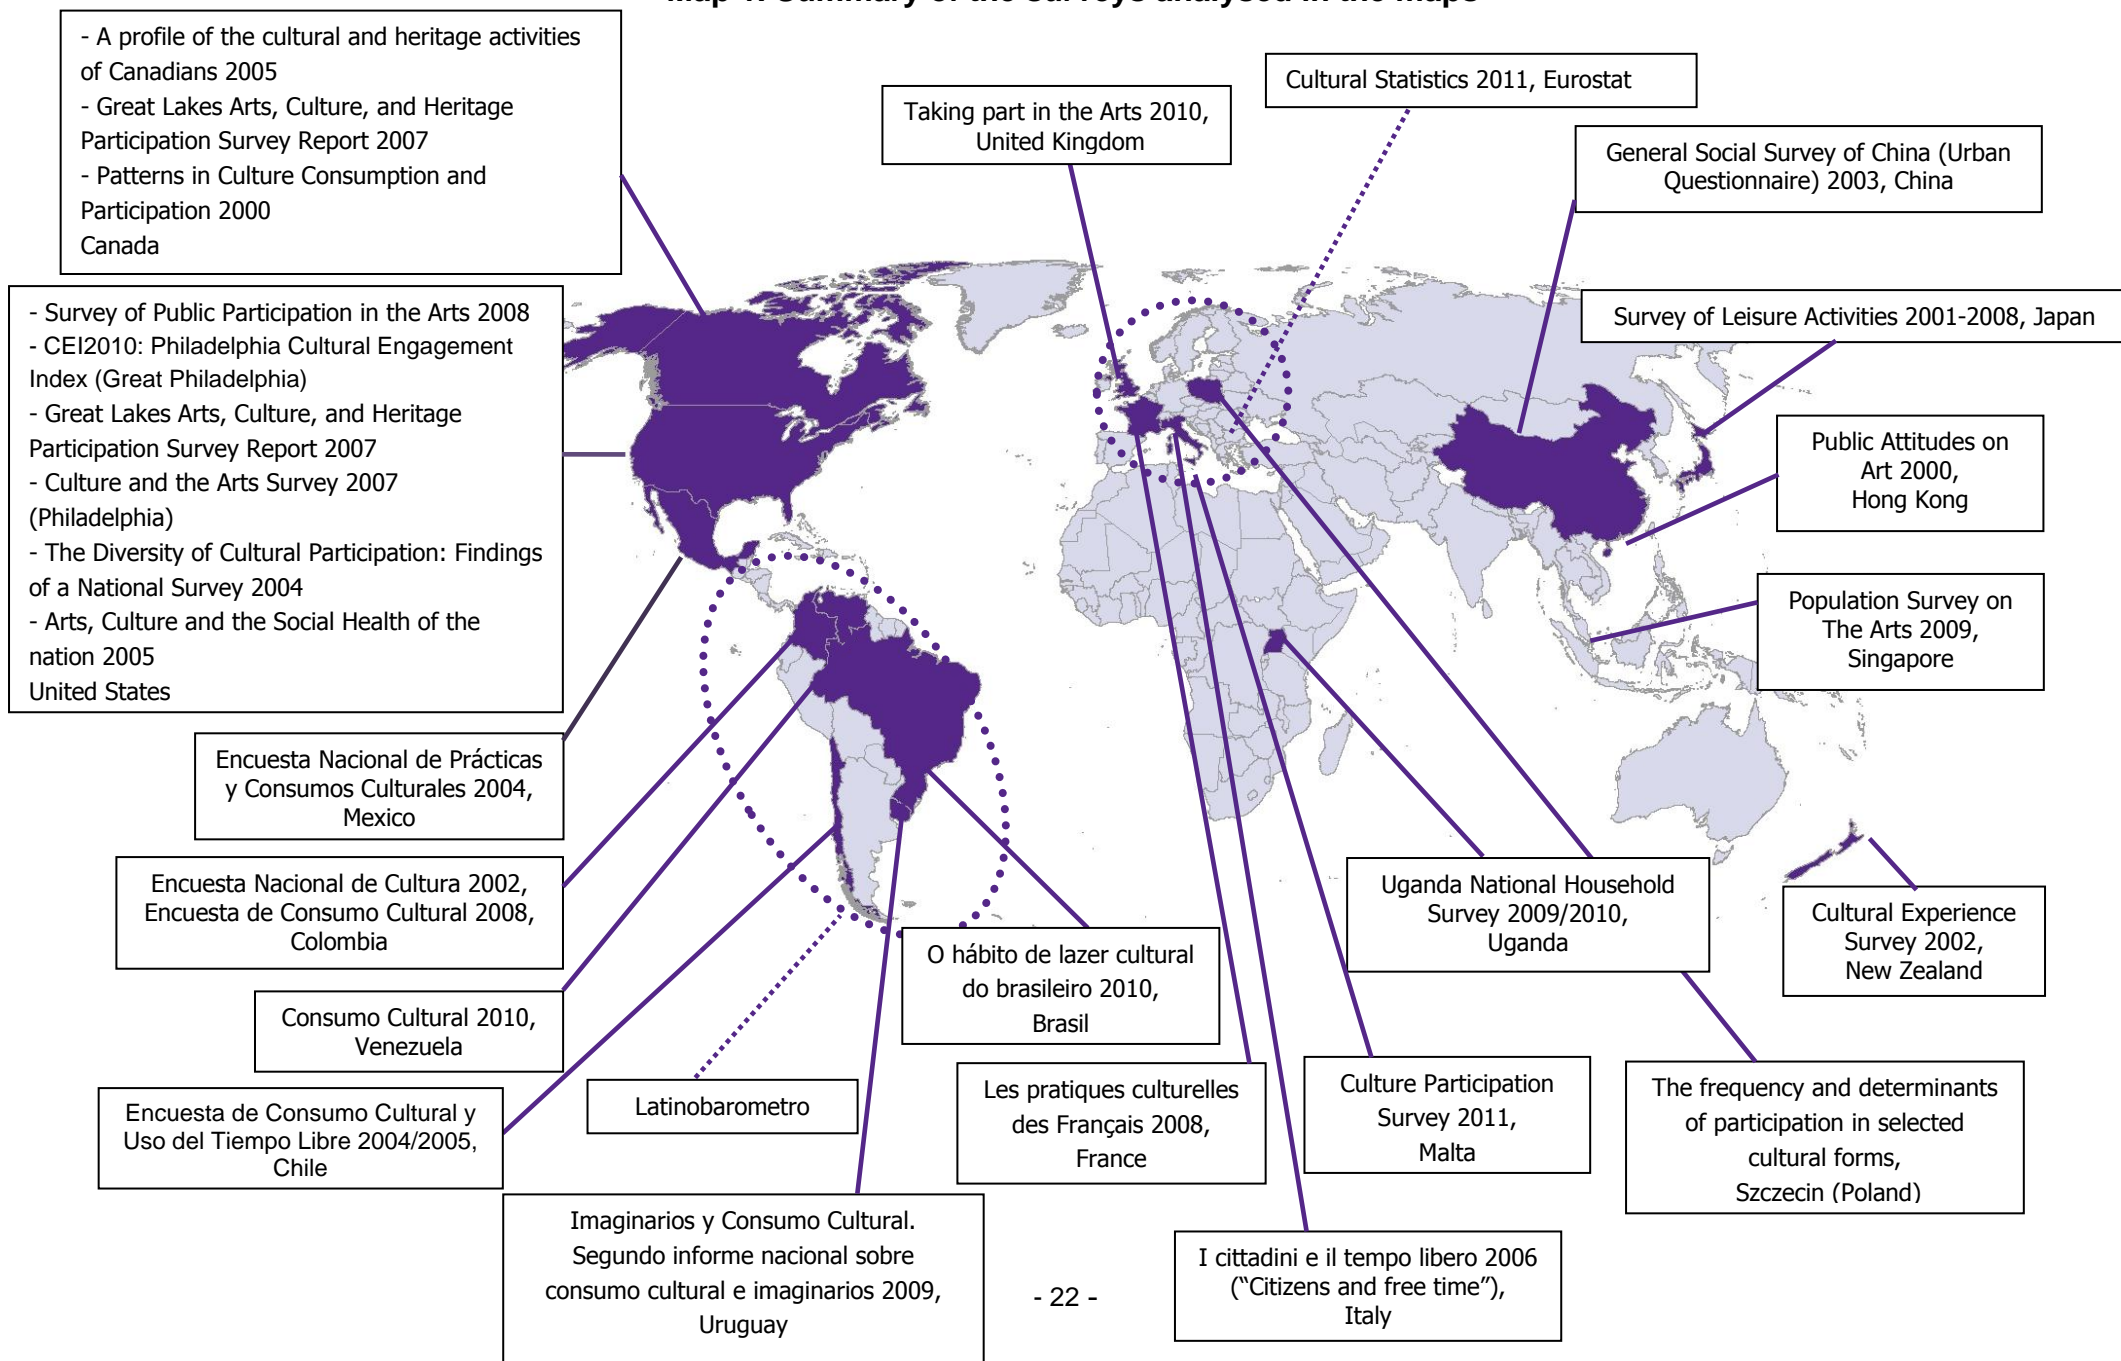 Map 1. Summary of the Surveys analysed in the maps
- A profile of the cultural and heritage activities
of Canadians 2005
- Great Lakes Arts, Culture, and Heritage
Participation Survey Report 2007
- Patterns in Culture Consumption and
Participation 2000
Canada
Taking part in the Arts 2010,
United Kingdom
Cultural Statistics 2011, Eurostat
General Social Survey of China (Urban
Questionnaire) 2003, China
- Survey of Public Participation in the Arts 2008
- CEI2010: Philadelphia Cultural Engagement
Index (Great Philadelphia)
- Great Lakes Arts, Culture, and Heritage
Participation Survey Report 2007
- Culture and the Arts Survey 2007
(Philadelphia)
- The Diversity of Cultural Participation: Findings
of a National Survey 2004
- Arts, Culture and the Social Health of the
nation 2005
United States
Survey of Leisure Activities 2001-2008, Japan
Public Attitudes on
Art 2000,
Hong Kong
Population Survey on
The Arts 2009,
Singapore
Encuesta Nacional de Prácticas
y Consumos Culturales 2004,
Mexico
Encuesta Nacional de Cultura 2002,
Encuesta de Consumo Cultural 2008,
Colombia
Uganda National Household
Survey 2009/2010,
Uganda
Cultural Experience
Survey 2002,
New Zealand
O hábito de lazer cultural
do brasileiro 2010,
Brasil
Consumo Cultural 2010,
Venezuela
Encuesta de Consumo Cultural y
Uso del Tiempo Libre 2004/2005,
Chile
Latinobarometro
Les pratiques culturelles
des Français 2008,
France
Culture Participation
Survey 2011,
Malta
The frequency and determinants
of participation in selected
cultural forms,
Szczecin (Poland)
Imaginarios y Consumo Cultural.
Segundo informe nacional sobre
consumo cultural e imaginarios 2009,
Uruguay
I cittadini e il tempo libero 2006
(“Citizens and free time”),
Italy
- 22 -